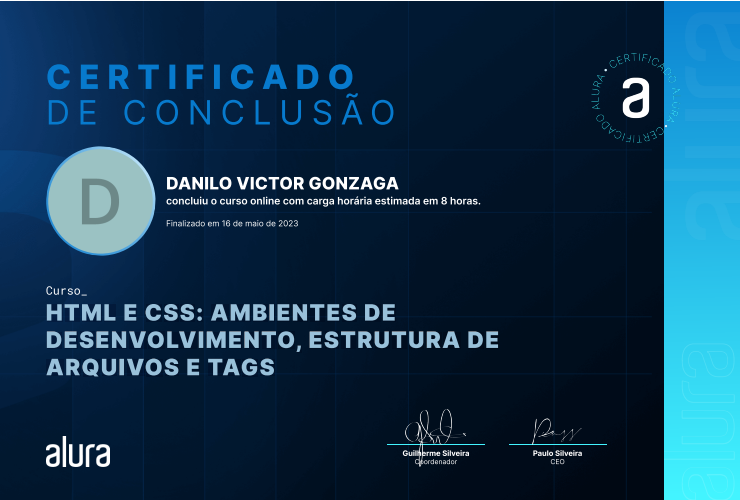 CERTIFICADO
DE CONCLUSÃO
CERTIFICADO ALURA • CERTIFICADO ALURA •
a
D
DANILO VICTOR GONZAGA
concluiu o curso online com carga horária estimada em 8 horas.
Finalizado em 16 de maio de 2023
Curso_
HTML E CSS: AMBIENTES DE
DESENVOLVIMENTO, ESTRUTURA DE
ARQUIVOS E TAGS
alura
Guilherme Silveira
Coordenador
Paulo Silveira
CEO
alura
alura